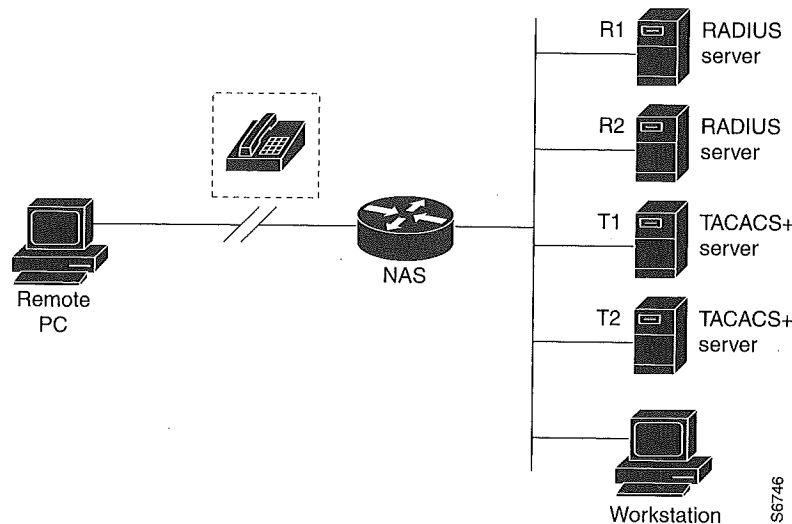 R1
RADIUS
server
R2
RADIUS
server
T1
TACACS+
server
NAS
Remote
PC
T2
TACACS+
server
Workstation
S6746